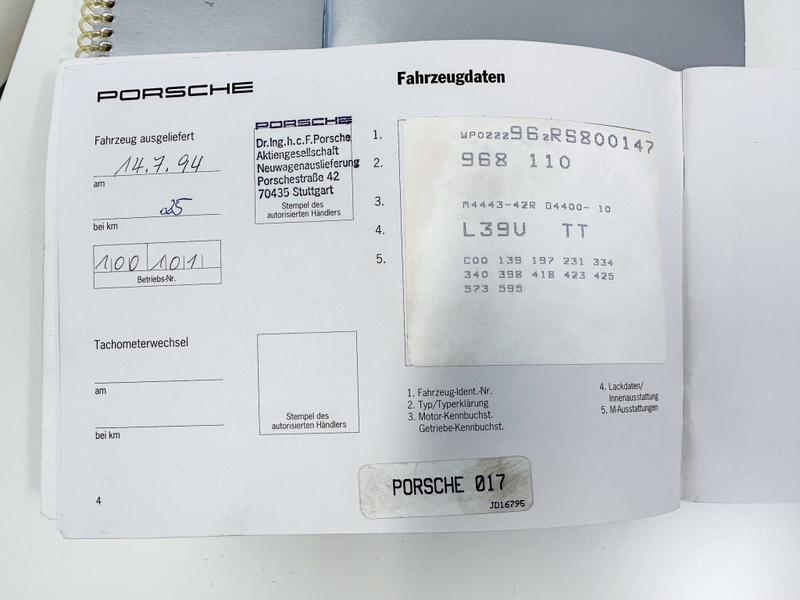 PORSCHE
Fahrzeug ausgeliefert
14.7.94
am
025
bei km
100 101
Betriebs-Nr.
PORSCHE
Dr.Ing.h.c.F.Porsche
Aktiengesellschaft
Neuwagenauslieferung
Porschestraße 42
70435 Stuttgart
Stempel des
autorisierten Händlers
Tachometerwechsel
am
bei km
Stempel des
autorisierten Händlers
4
Fahrzeugdaten
1. WP0ZZZ96ZRS800147
2. 968 110
3. M4443-42R G4400- 10
4. L39U TT
5. C00 139 197 231 334
340 398 418 423 425
573 595
1. Fahrzeug-Ident.-Nr.
2. Typ/Typerklärung
3. Motor-Kennbuchst.
Getriebe-Kennbuchst.
4. Lackdaten/
Innenausstattung
5. M-Ausstattungen
PORSCHE 017
JD16795